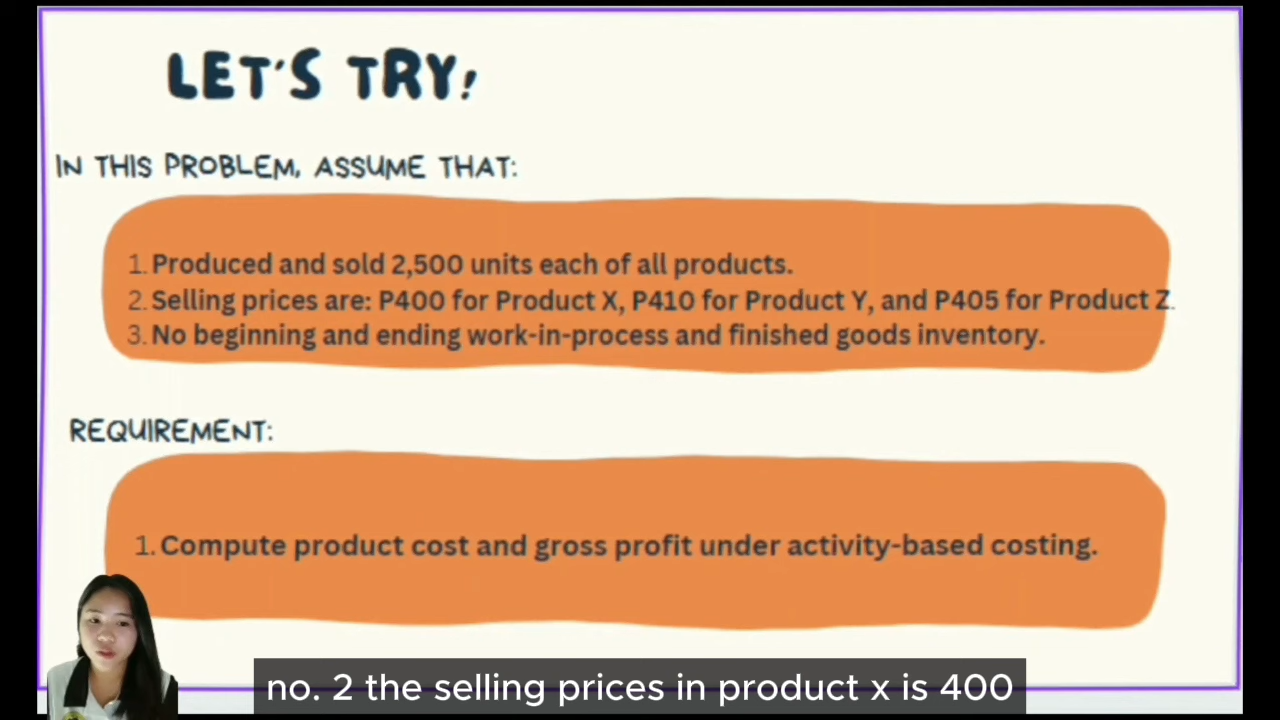 LET'S TRY!
IN THIS PROBLEM, ASSUME THAT:
1. Produced and sold 2,500 units each of all products.
2. Selling prices are: P400 for Product X, P410 for Product Y, and P405 for Product Z.
3. No beginning and ending work-in-process and finished goods inventory.
REQUIREMENT:
1. Compute product cost and gross profit under activity-based costing.
no. 2 the selling prices in product x is 400